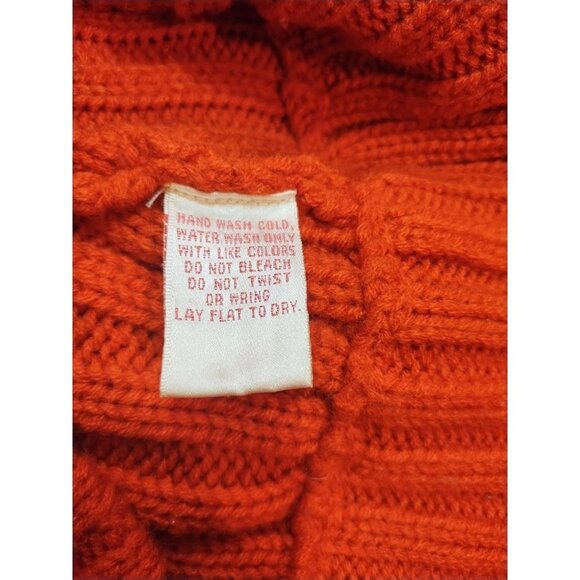 HAND WASH COLD,
WATER WASH ONLY
WITH LIKE COLORS
DO NOT BLEACH
DO NOT TWIST
OR WRING
LAY FLAT TO DRY.